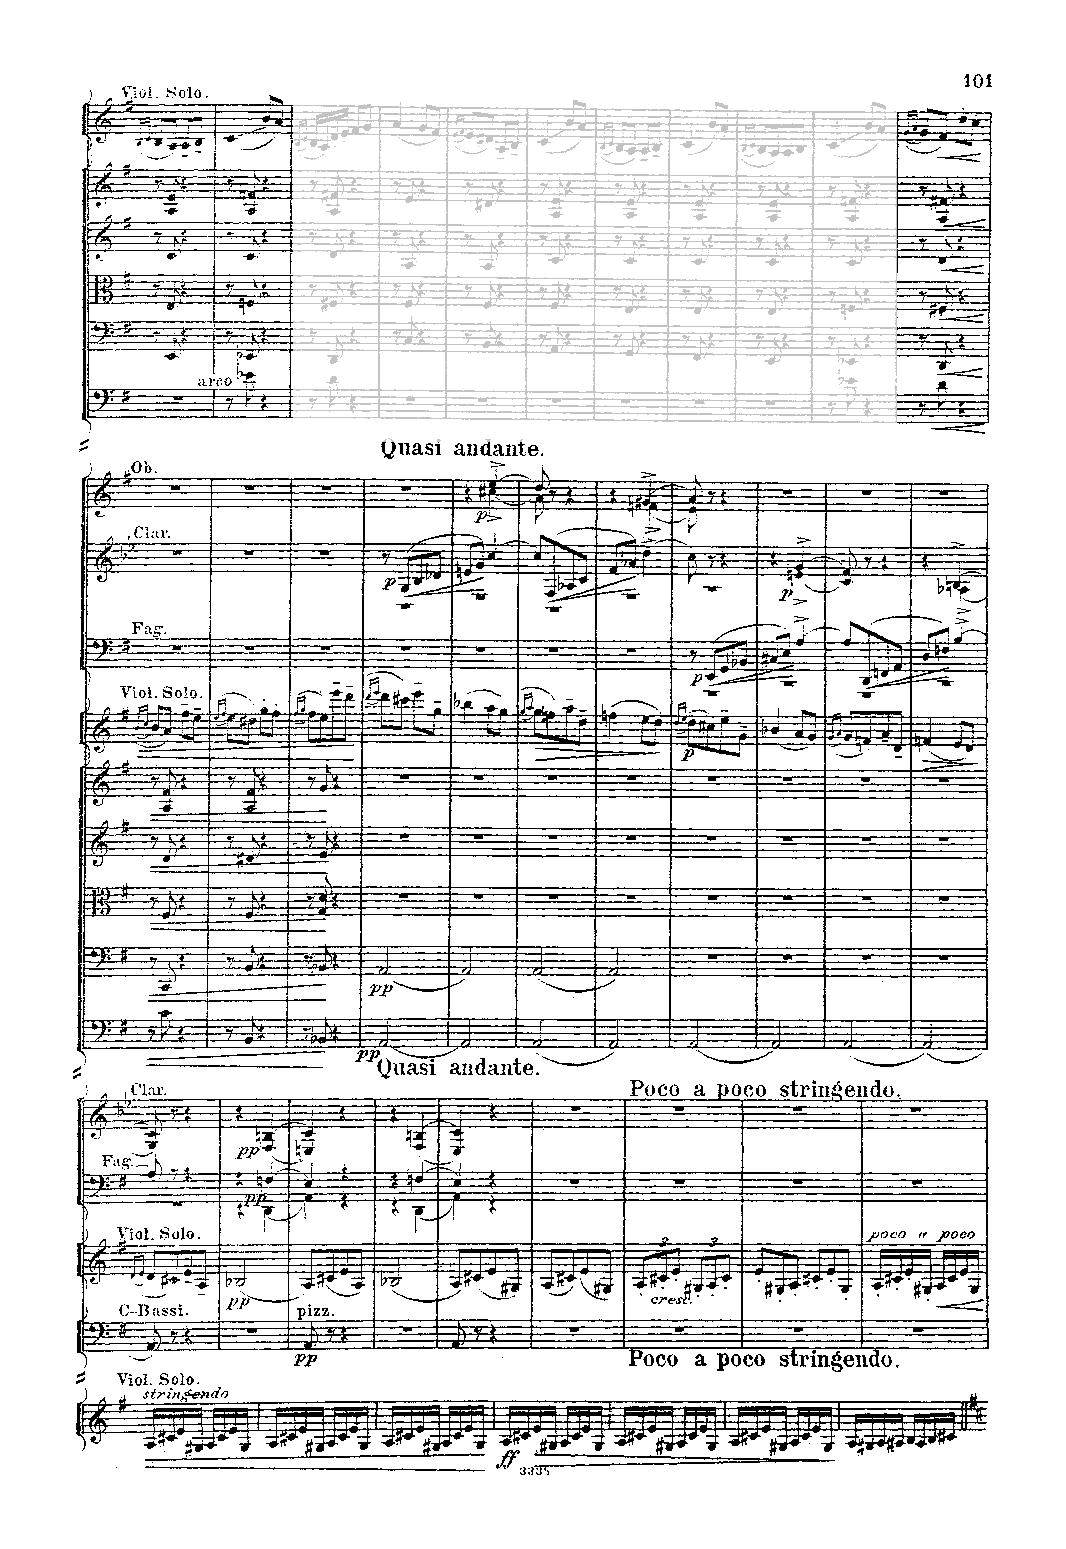 101
Viol. Solo.
arco
Quasi andante.
Ob.
p
Clar.
p
p
Fag.
p
Viol. Solo.
p
pp
pp
Quasi andante.
Poco a poco stringendo.
Clar.
pp
Fag.
pp
Viol. Solo.
poco a poco
3 3
pp
cresc.
C-Bassi.
pizz.
pp
Poco a poco stringendo.
Viol. Solo.
stringendo
ff